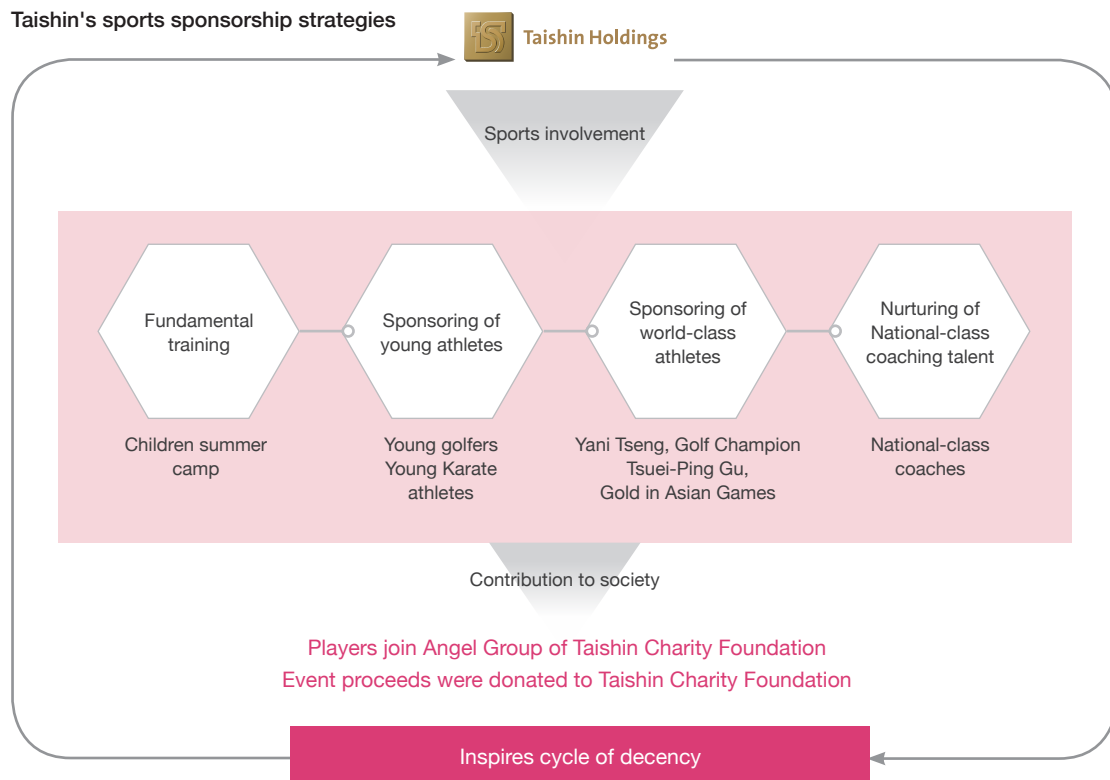 Taishin's sports sponsorship strategies
Taishin Holdings
Sports involvement
Fundamental
training
Sponsoring of
young athletes
Sponsoring of
world-class
athletes
Nurturing of
National-class
coaching talent
Children summer
camp
Young golfers
Young Karate
athletes
Yani Tseng, Golf Champion
Tsuei-Ping Gu,
Gold in Asian Games
National-class
coaches
Contribution to society
Players join Angel Group of Taishin Charity Foundation
Event proceeds were donated to Taishin Charity Foundation
Inspires cycle of decency